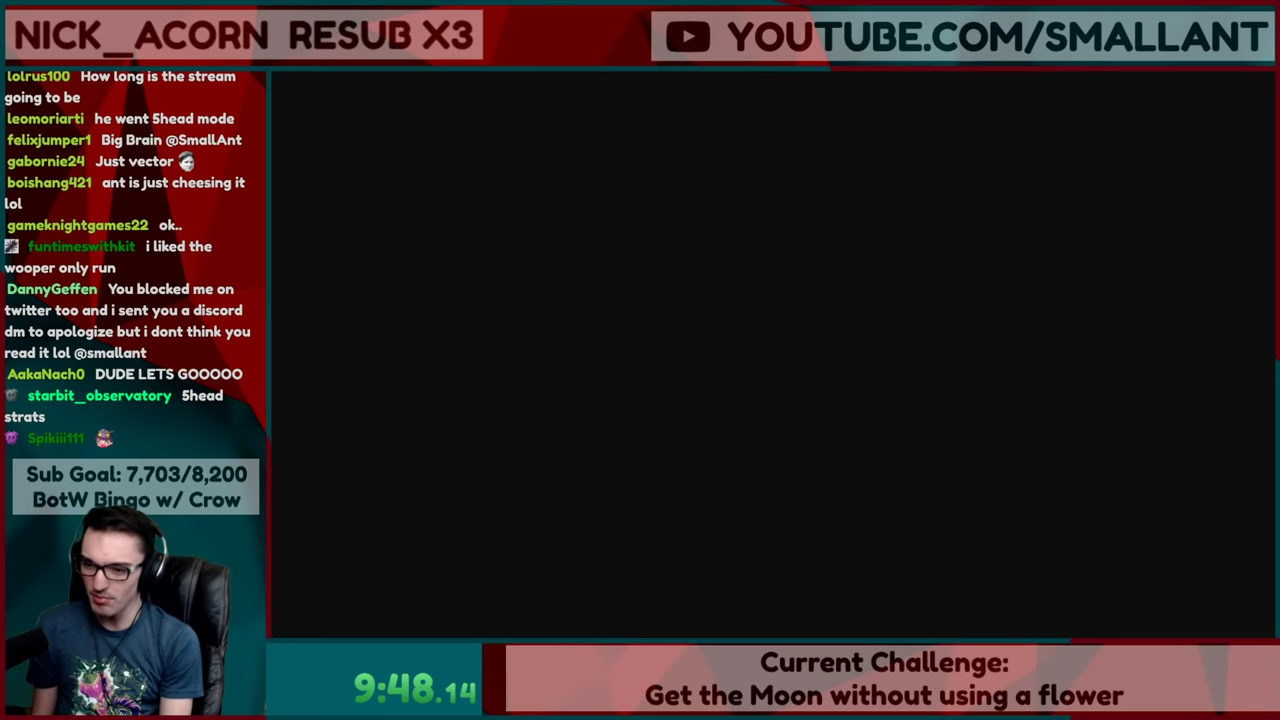 NICK_ACORN RESUB X3
YOUTUBE.COM/SMALLANT
lolrus100 How long is the stream
going to be
leomoriarti he went 5head mode
felixjumper1 Big Brain @SmallAnt
gabornie24 Just vector
boishang421 ant is just cheesing it
lol
gameknightgames22 ok..
funtimeswithkit i liked the
wooper only run
DannyGeffen You blocked me on
twitter too and i sent you a discord
dm to apologize but i dont think you
read it lol @smallant
AakaNach0 DUDE LETS GOOOOO
starbit_observatory 5head
strats
Spikiii111
Sub Goal: 7,703/8,200
BotW Bingo w/ Crow
9:48.14
Current Challenge:
Get the Moon without using a flower